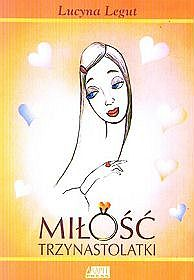 Lucyna Legut
MIŁOŚĆ
TRZYNASTOLATKI